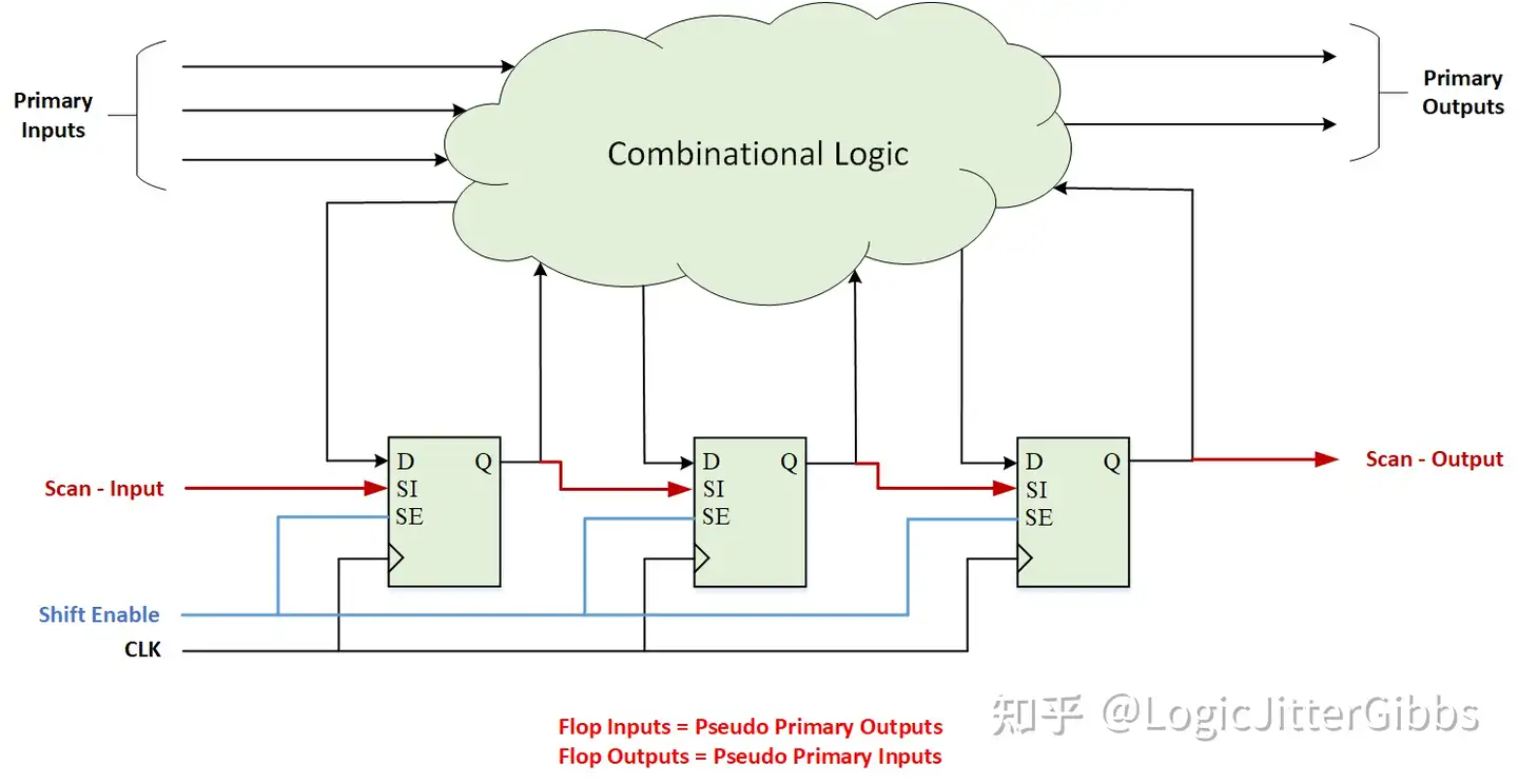 Primary
Inputs
Combinational Logic
Primary
Outputs
D
Q
SI
SE
D
Q
SI
SE
D
Q
SI
SE
Scan - Input
Scan - Output
Shift Enable
CLK
Flop Inputs = Pseudo Primary Outputs
Flop Outputs = Pseudo Primary Inputs
知乎 @LogicJitterGibbs